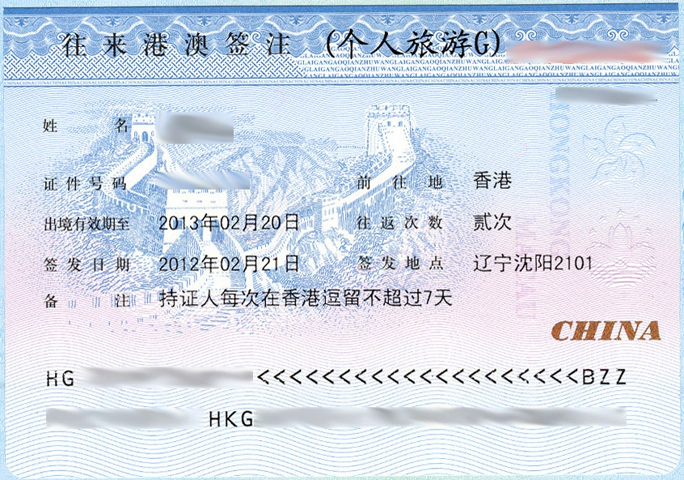 往来港澳签注 (个人旅游G)
姓 名
证件号码 前往地 香港
出境有效期至 2013年02月20日 往返次数 贰次
签发日期 2012年02月21日 签发地点 辽宁沈阳2101
备 注 持证人每次在香港逗留不超过7天
CHINA
HG <<<<<<<<<<<<<<<<<<<<BZZ
HKG